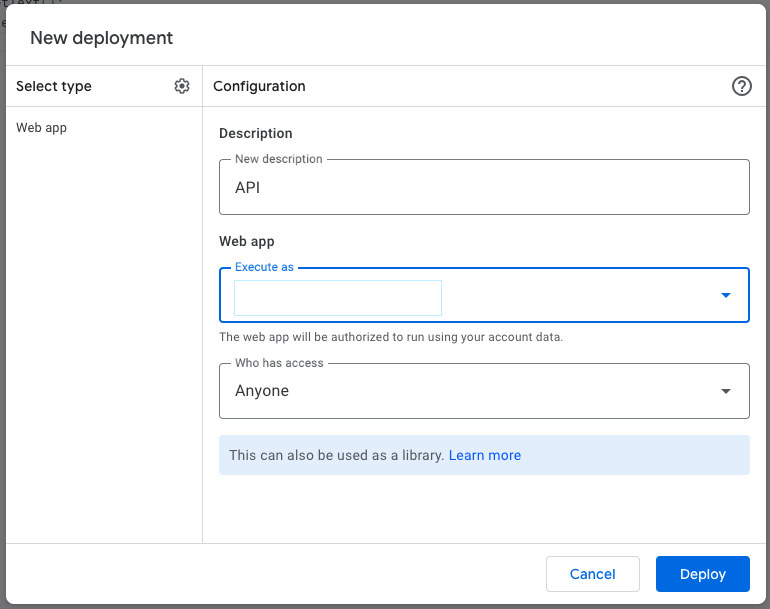 New deployment
Select type
Configuration
Web app
Description
New description
API
Web app
Execute as
The web app will be authorized to run using your account data.
Who has access
Anyone
This can also be used as a library. Learn more
Cancel
Deploy